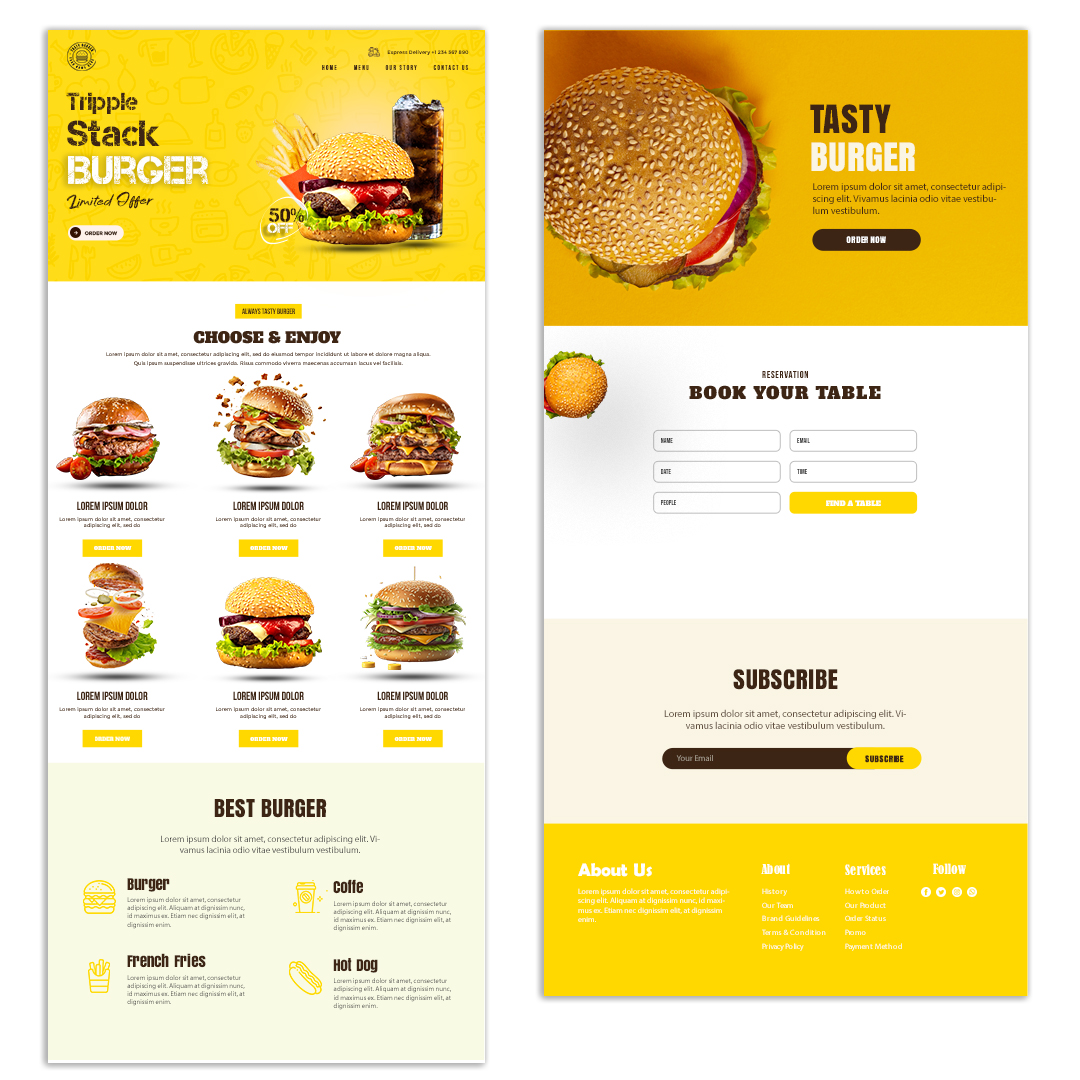 TASTY BURGER
Express Delivery +1 234 567 890
HOME MENU OUR STORY CONTACT US
Tripple
Stack
BURGER
Limited Offer
50%
OFF
ORDER NOW
ALWAYS TASTY BURGER
CHOOSE & ENJOY
Lorem ipsum dolor sit amet, consectetur adipiscing elit, sed do eiusmod tempor incididunt ut labore et dolore magna aliqua.
Quis ipsum suspendisse ultrices gravida. Risus commodo viverra maecenas accumsan lacus vel facilisis.
LOREM IPSUM DOLOR
Lorem ipsum dolor sit amet, consectetur
adipiscing elit, sed do
ORDER NOW
LOREM IPSUM DOLOR
Lorem ipsum dolor sit amet, consectetur
adipiscing elit, sed do
ORDER NOW
LOREM IPSUM DOLOR
Lorem ipsum dolor sit amet, consectetur
adipiscing elit, sed do
ORDER NOW
LOREM IPSUM DOLOR
Lorem ipsum dolor sit amet, consectetur
adipiscing elit, sed do
ORDER NOW
LOREM IPSUM DOLOR
Lorem ipsum dolor sit amet, consectetur
adipiscing elit, sed do
ORDER NOW
LOREM IPSUM DOLOR
Lorem ipsum dolor sit amet, consectetur
adipiscing elit, sed do
ORDER NOW
BEST BURGER
Lorem ipsum dolor sit amet, consectetur adipiscing elit. Vi-
vamus lacinia odio vitae vestibulum vestibulum.
Burger
Lorem ipsum dolor sit amet, consectetur
adipiscing elit. Aliquam at dignissim nunc,
id maximus ex. Etiam nec dignissim elit, at
dignissim enim.
Coffe
Lorem ipsum dolor sit amet, consectetur
adipiscing elit. Aliquam at dignissim nunc,
id maximus ex. Etiam nec dignissim elit, at
dignissim enim.
French Fries
Lorem ipsum dolor sit amet, consectetur
adipiscing elit. Aliquam at dignissim nunc,
id maximus ex. Etiam nec dignissim elit, at
dignissim enim.
Hot Dog
Lorem ipsum dolor sit amet, consectetur
adipiscing elit. Aliquam at dignissim nunc,
id maximus ex. Etiam nec dignissim elit, at
dignissim enim.
TASTY
BURGER
Lorem ipsum dolor sit amet, consectetur adipi-
scing elit. Vivamus lacinia odio vitae vestibu-
lum vestibulum.
ORDER NOW
RESERVATION
BOOK YOUR TABLE
NAME
EMAIL
DATE
TIME
PEOPLE
FIND A TABLE
SUBSCRIBE
Lorem ipsum dolor sit amet, consectetur adipiscing elit. Vi-
vamus lacinia odio vitae vestibulum vestibulum.
Your Email
SUBSCRIBE
About Us
Lorem ipsum dolor sit amet, consectetur adipi-
scing elit. Aliquam at dignissim nunc, id maxi-
mus ex. Etiam nec dignissim elit, at dignissim
enim.
About
History
Our Team
Brand Guidelines
Terms & Condition
Privacy Policy
Services
How to Order
Our Product
Order Status
Promo
Payment Method
Follow